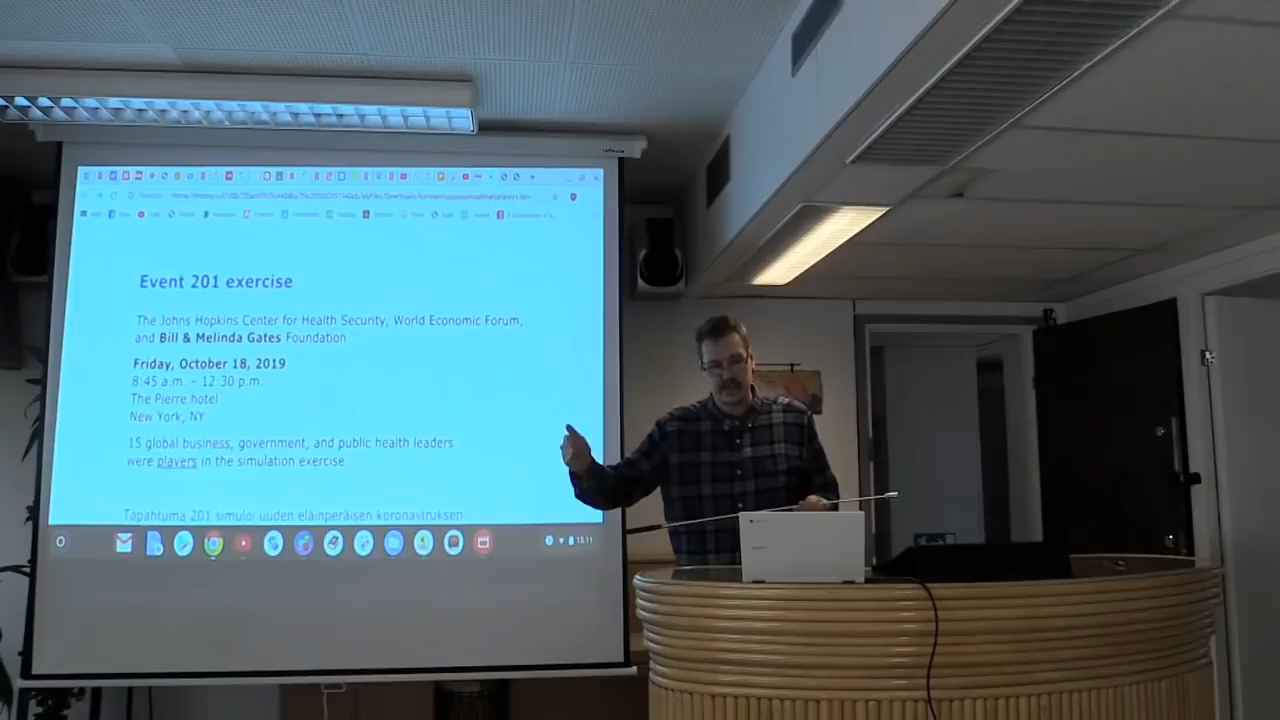 Event 201 exercise
The Johns Hopkins Center for Health Security, World Economic Forum,
and Bill & Melinda Gates Foundation
Friday, October 18, 2019
8:45 a.m. – 12:30 p.m.
The Pierre hotel
New York, NY
15 global business, government, and public health leaders
were players in the simulation exercise
Tapahtuma 201 simuloi uuden eläinperäisen koronaviruksen
15.11